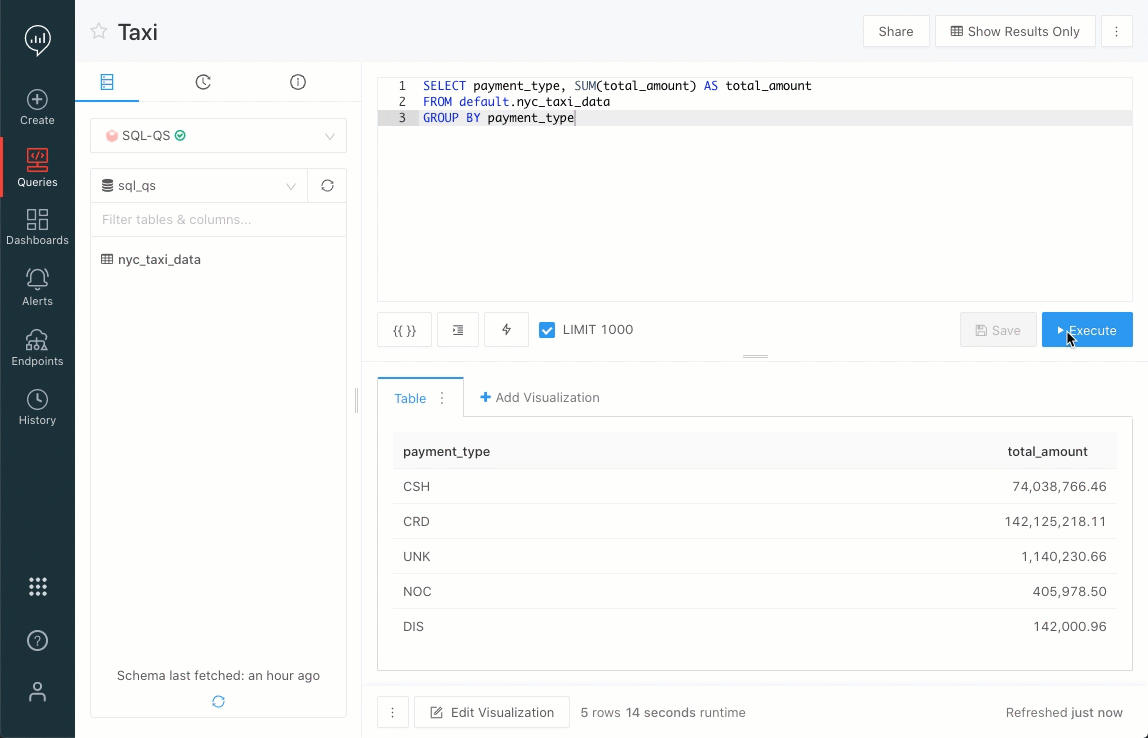 Taxi
Share
Show Results Only
Create
Queries
Dashboards
Alerts
Endpoints
History
SQL-QS
sql_qs
Filter tables & columns...
nyc_taxi_data
Schema last fetched: an hour ago
1 SELECT payment_type, SUM(total_amount) AS total_amount
2 FROM default.nyc_taxi_data
3 GROUP BY payment_type
{{ }}
LIMIT 1000
Save
Execute
Table
Add Visualization
payment_type total_amount
CSH 74,038,766.46
CRD 142,125,218.11
UNK 1,140,230.66
NOC 405,978.50
DIS 142,000.96
Edit Visualization
5 rows 14 seconds runtime
Refreshed just now